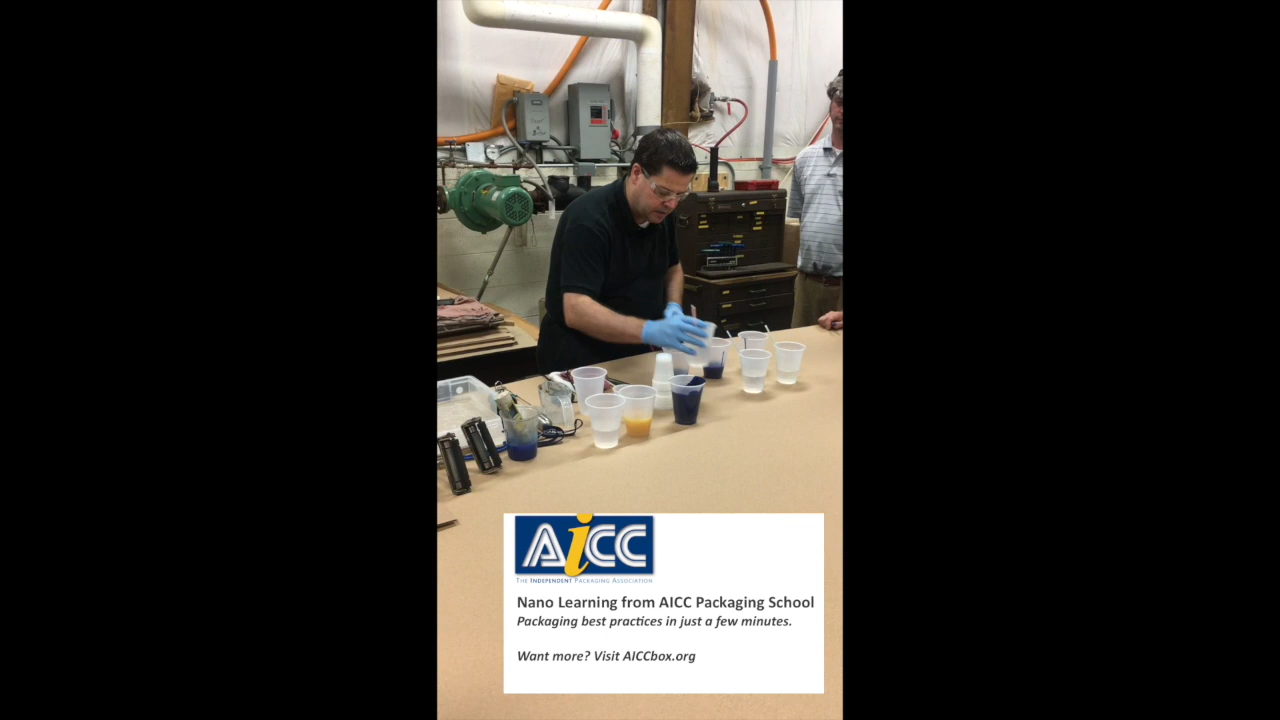 AiCC
THE INDEPENDENT PACKAGING ASSOCIATION
Nano Learning from AICC Packaging School
Packaging best practices in just a few minutes.
Want more? Visit AICCbox.org